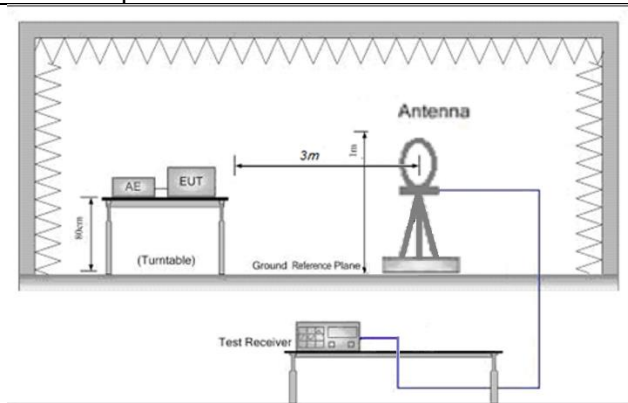 Antenna
3m
1m
AE
EUT
80cm
(Turntable)
Ground Reference Plane
Test Receiver